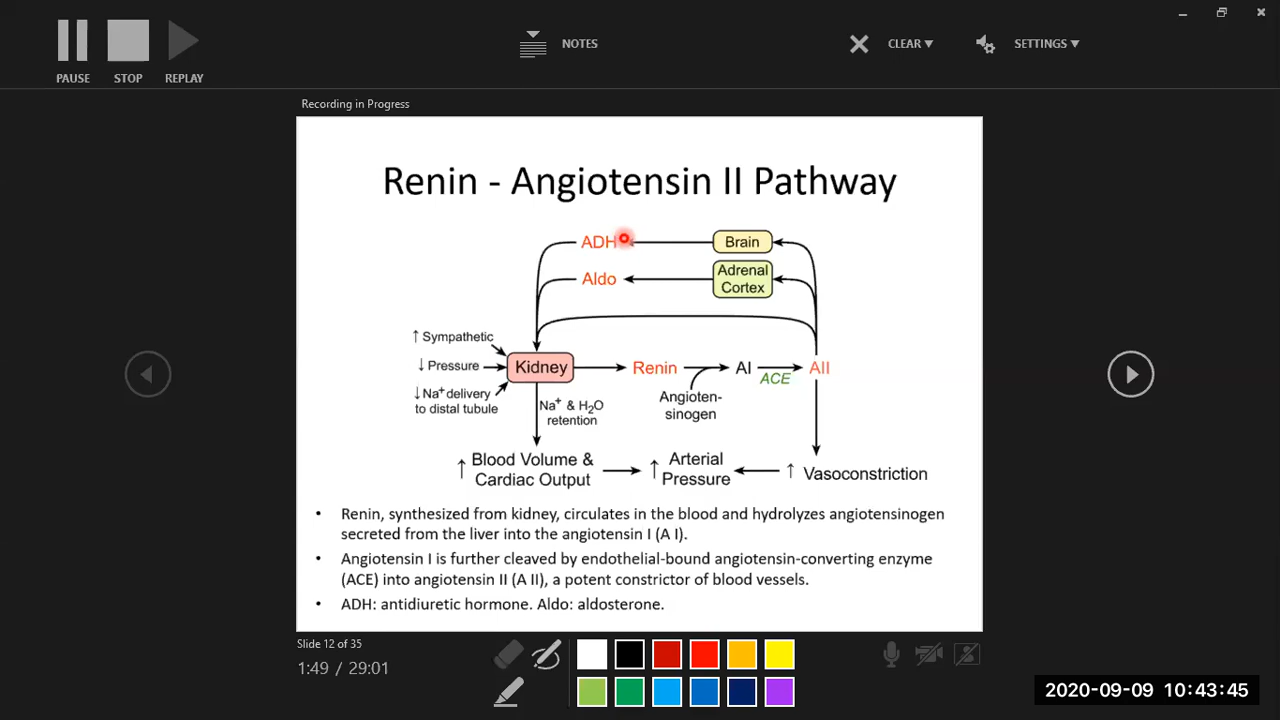 PAUSE
STOP
REPLAY
NOTES
CLEAR
SETTINGS
Recording in Progress
Renin - Angiotensin II Pathway
ADH
Brain
Aldo
Adrenal
Cortex
↑ Sympathetic
↓ Pressure
↓ Na⁺ delivery
to distal tubule
Kidney
Renin
AI
ACE
AII
Na⁺ & H₂O
retention
Angioten-
sinogen
↑ Blood Volume &
Cardiac Output
↑ Arterial
Pressure
↑ Vasoconstriction
• Renin, synthesized from kidney, circulates in the blood and hydrolyzes angiotensinogen
secreted from the liver into the angiotensin I (A I).
• Angiotensin I is further cleaved by endothelial-bound angiotensin-converting enzyme
(ACE) into angiotensin II (A II), a potent constrictor of blood vessels.
• ADH: antidiuretic hormone. Aldo: aldosterone.
Slide 12 of 35
1:49 / 29:01
2020-09-09 10:43:45